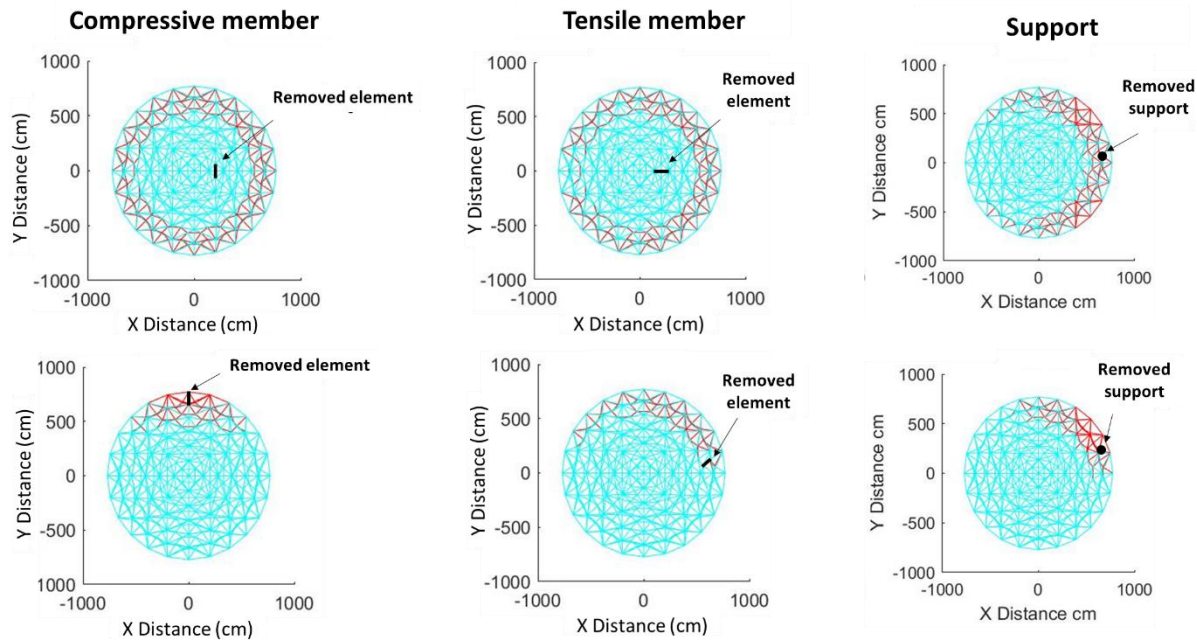 Compressive member
Tensile member
Support
1000
500
0
-500
-1000
Y Distance (cm)
Removed element
-1000
0
1000
X Distance (cm)
1000
500
0
-500
-1000
Y Distance (cm)
Removed
element
-1000
0
1000
X Distance (cm)
1000
500
0
-500
-1000
Y Distance cm
Removed
support
-1000
0
1000
X Distance cm
1000
500
0
-500
1000
Y Distance (cm)
Removed element
-1000
0
1000
X Distance (cm)
1000
500
0
-500
-1000
Y Distance (cm)
Removed
element
-1000
0
1000
X Distance (cm)
1000
500
0
-500
-1000
Y Distance cm
Removed
support
-1000
0
1000
X Distance cm